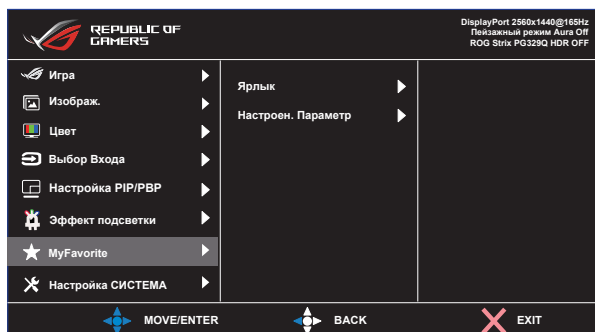 REPUBLIC OF
GAMERS
DisplayPort 2560x1440@165Hz
Пейзажный режим Aura Off
ROG Strix PG329Q HDR OFF
Игра
Изображ.
Цвет
Выбор Входа
Настройка PIP/PBP
Эффект подсветки
MyFavorite
Настройка СИСТЕМА
Ярлык
Настроен. Параметр
MOVE/ENTER
BACK
EXIT